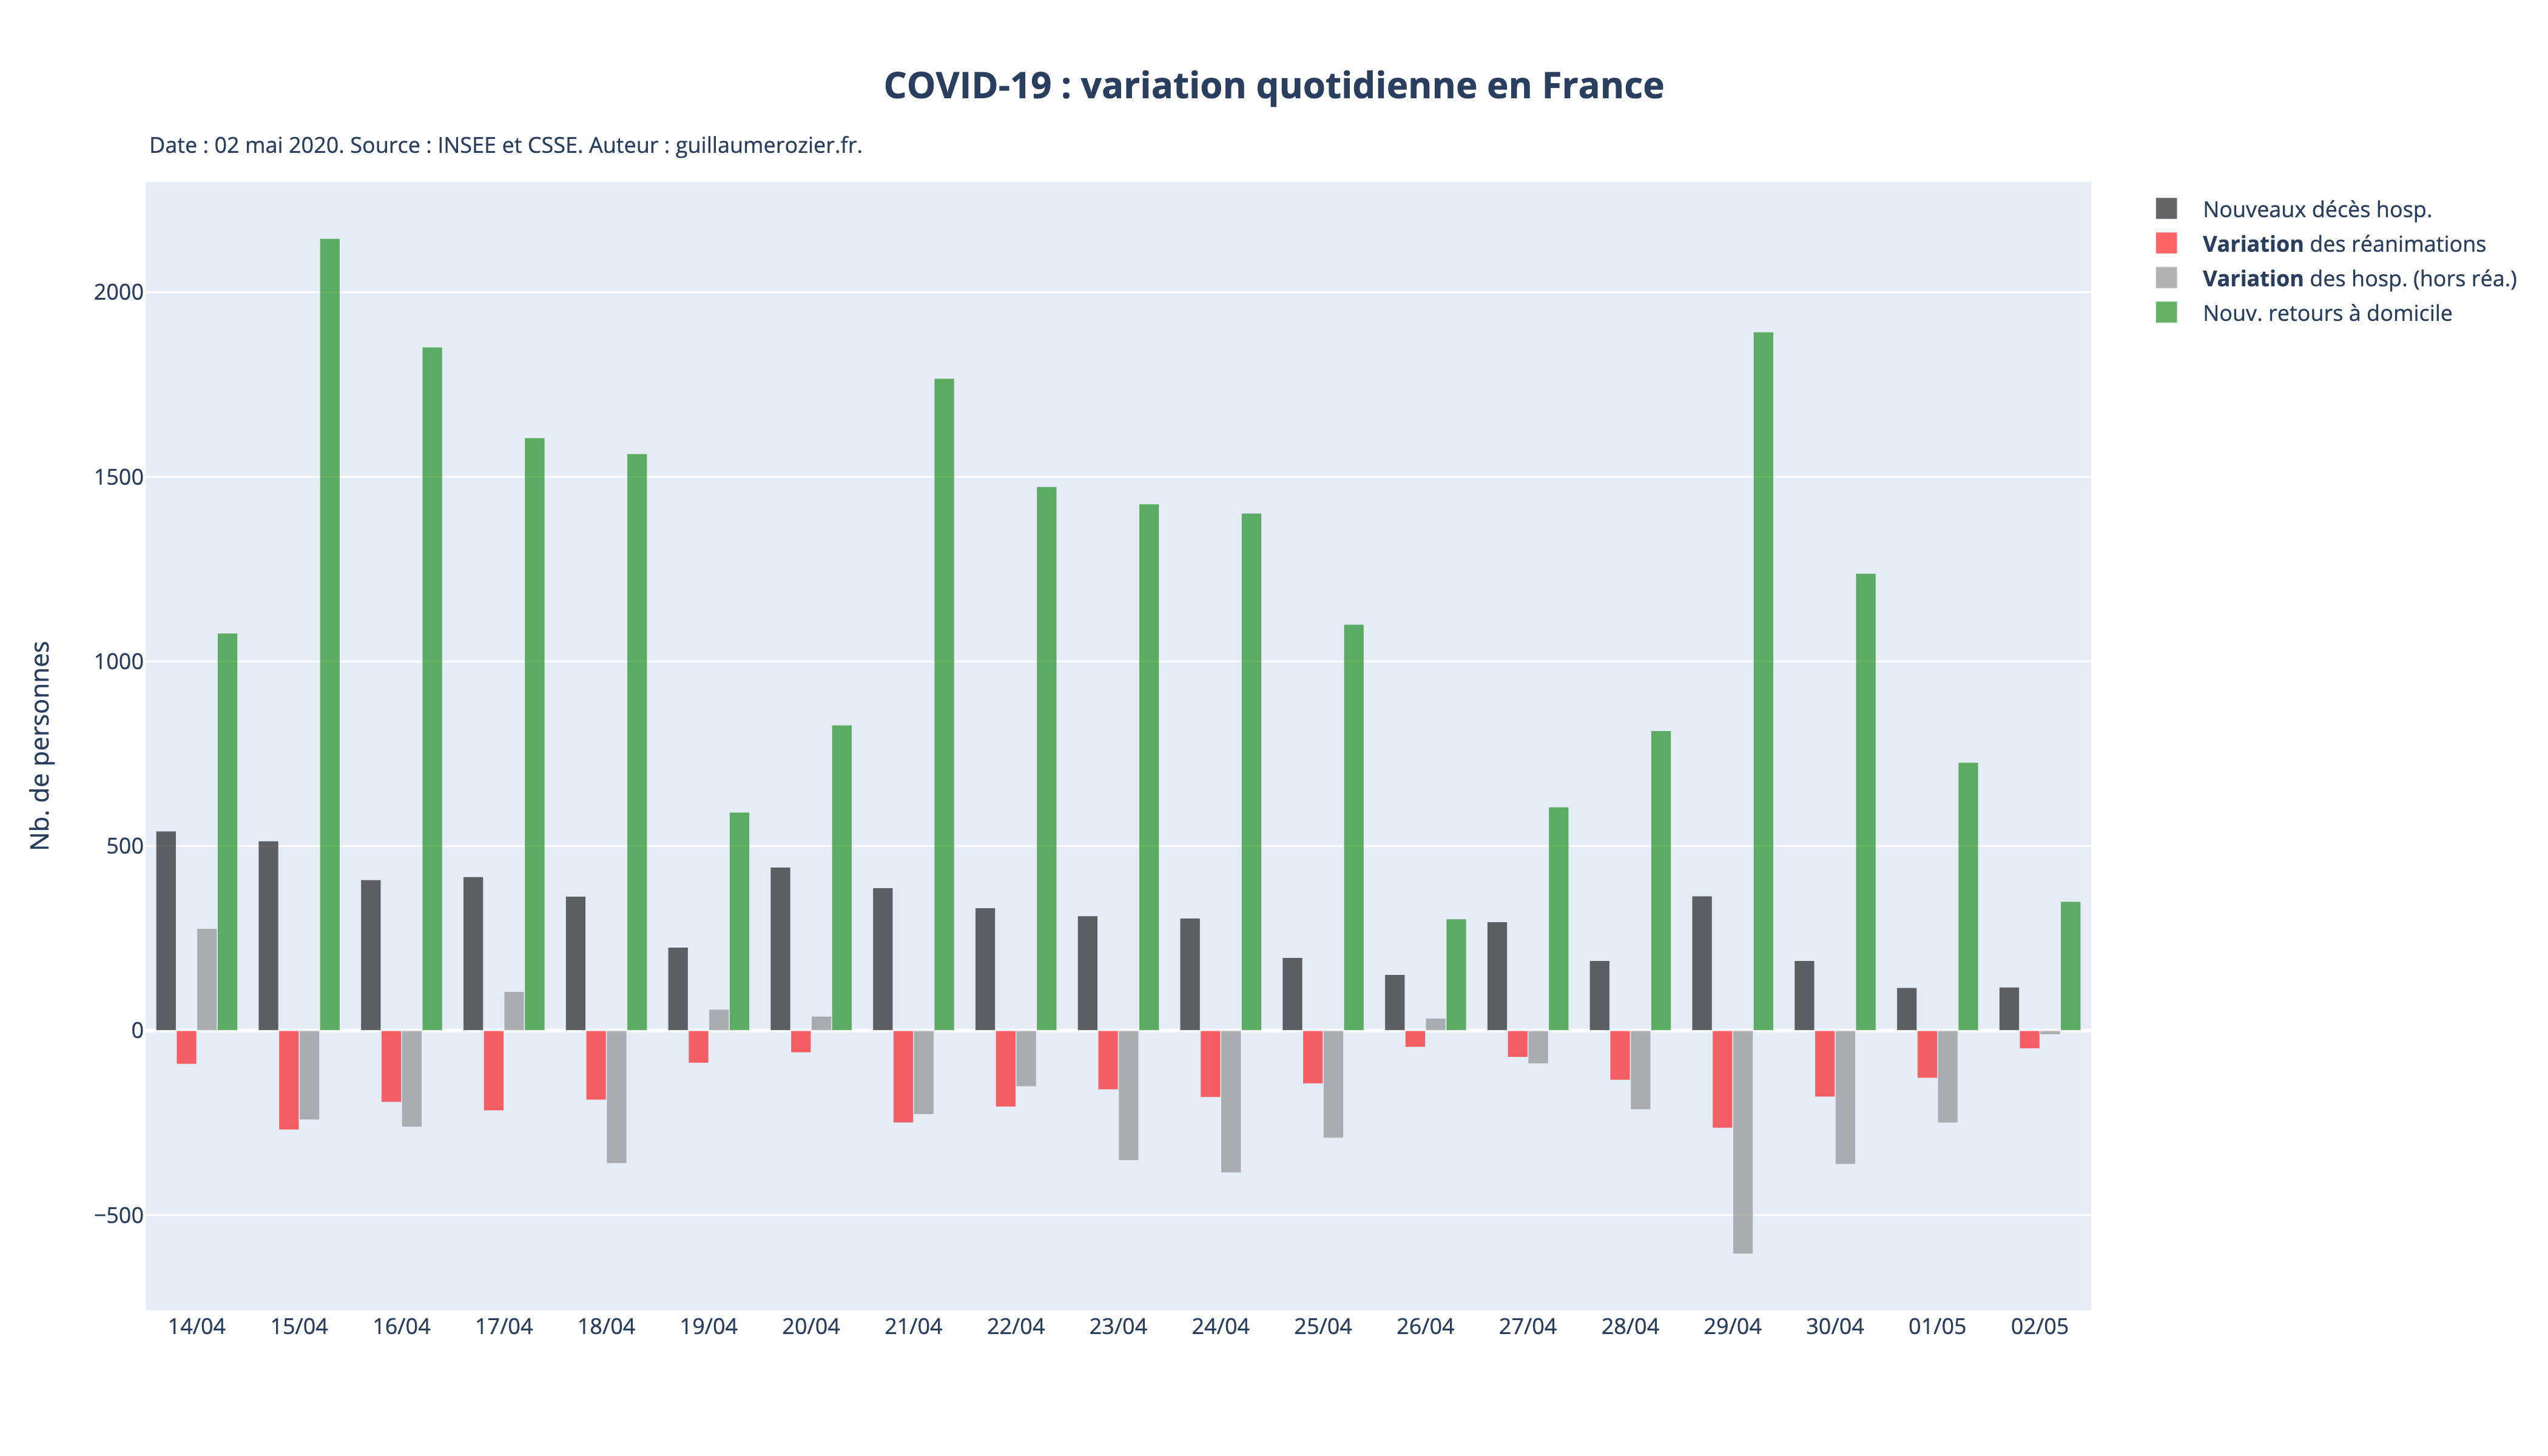 COVID-19 : variation quotidienne en France
Date : 02 mai 2020. Source : INSEE et CSSE. Auteur : guillaumerozier.fr.
Nouveaux décès hosp.
Variation des réanimations
Variation des hosp. (hors réa.)
Nouv. retours à domicile
Nb. de personnes
2000
1500
1000
500
0
−500
14/04 15/04 16/04 17/04 18/04 19/04 20/04 21/04 22/04 23/04 24/04 25/04 26/04 27/04 28/04 29/04 30/04 01/05 02/05